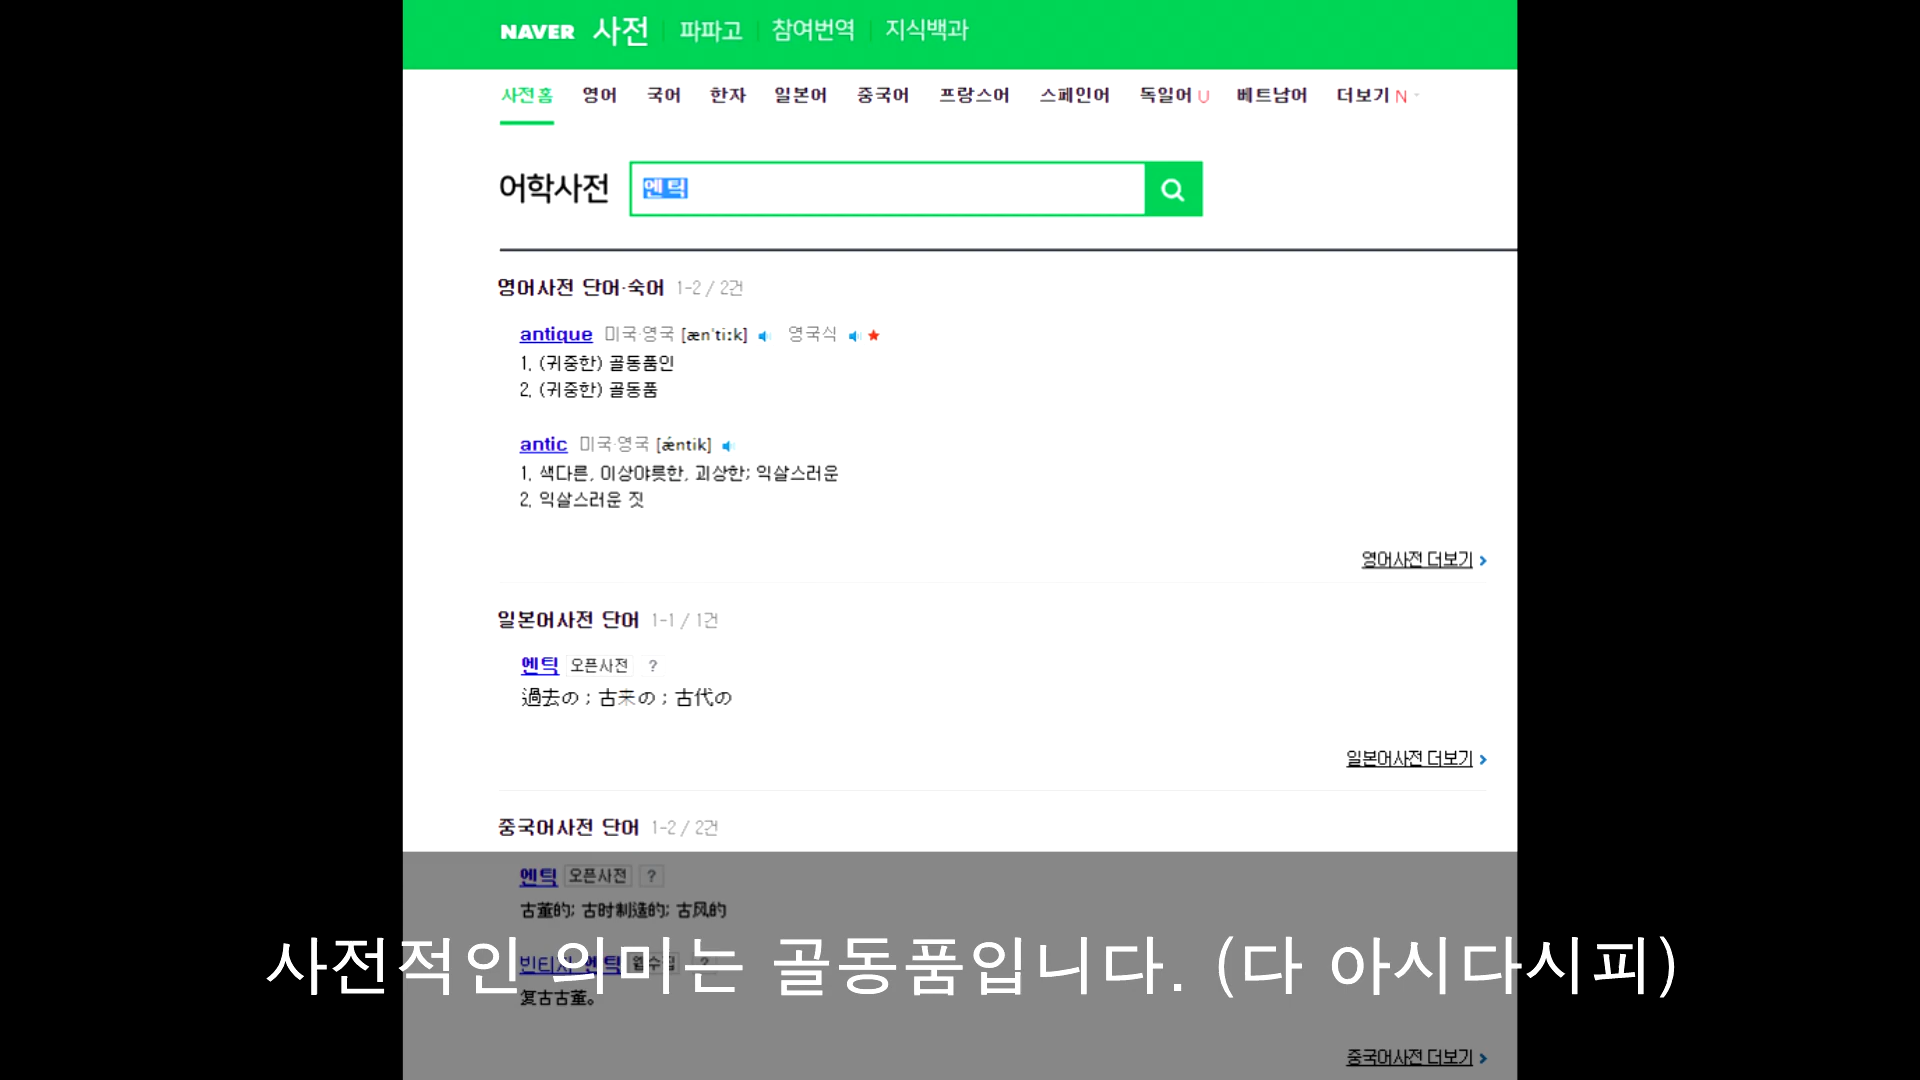 NAVER 사전 파파고 참여번역 지식백과
사전홈 영어 국어 한자 일본어 중국어 프랑스어 스페인어 독일어 U 베트남어 더보기 N
어학사전 엔틱
영어사전 단어·숙어 1-2 / 2건
antique 미국·영국 [ænˈtiːk] 영국식
1. (귀중한) 골동품인
2. (귀중한) 골동품
antic 미국·영국 [ǽntik]
1. 색다른, 이상야릇한, 괴상한; 익살스러운
2. 익살스러운 짓
영어사전 더보기
일본어사전 단어 1-1 / 1건
엔틱 오픈사전 ?
過去の ; 古来の ; 古代の
일본어사전 더보기
중국어사전 단어 1-2 / 2건
엔틱 오픈사전 ?
古董的; 古时制造的; 古风的
빈티지 엔틱 웹수집 ?
复古古董。
사전적인 의미는 골동품입니다. (다 아시다시피)
중국어사전 더보기